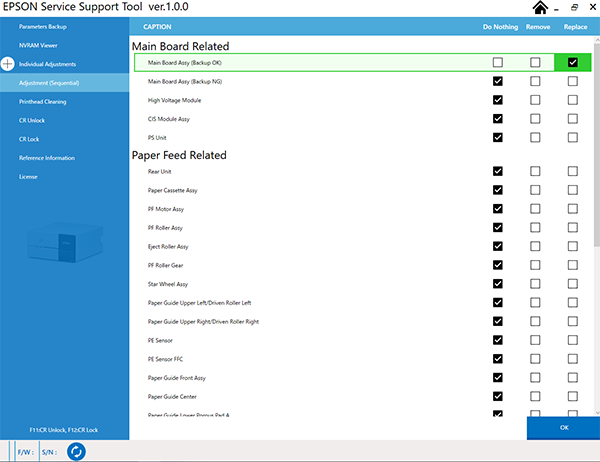 EPSON Service Support Tool ver.1.0.0
Parameters Backup
NVRAM Viewer
Individual Adjustments
Adjustment (Sequential)
Printhead Cleaning
CR Unlock
CR Lock
Reference Information
License
F11:CR Unlock, F12:CR Lock
CAPTION Do Nothing Remove Replace
Main Board Related
Main Board Assy (Backup OK)
Main Board Assy (Backup NG)
High Voltage Module
CIS Module Assy
PS Unit
Paper Feed Related
Rear Unit
Paper Cassette Assy
PF Motor Assy
PF Roller Assy
Eject Roller Assy
PF Roller Gear
Star Wheel Assy
Paper Guide Upper Left/Driven Roller Left
Paper Guide Upper Right/Driven Roller Right
PE Sensor
PE Sensor FFC
Paper Guide Front Assy
Paper Guide Center
Paper Guide Lower Porous Pad A
OK
F/W : S/N :